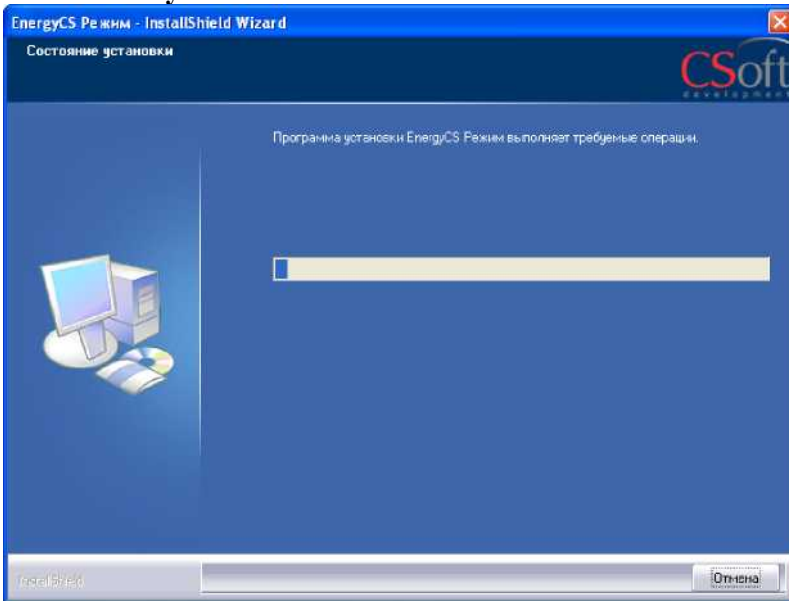 EnergyCS Режим - InstallShield Wizard
Состояние установки
CSoft
development
Программа установки EnergyCS Режим выполняет требуемые операции.
InstallShield
Отмена